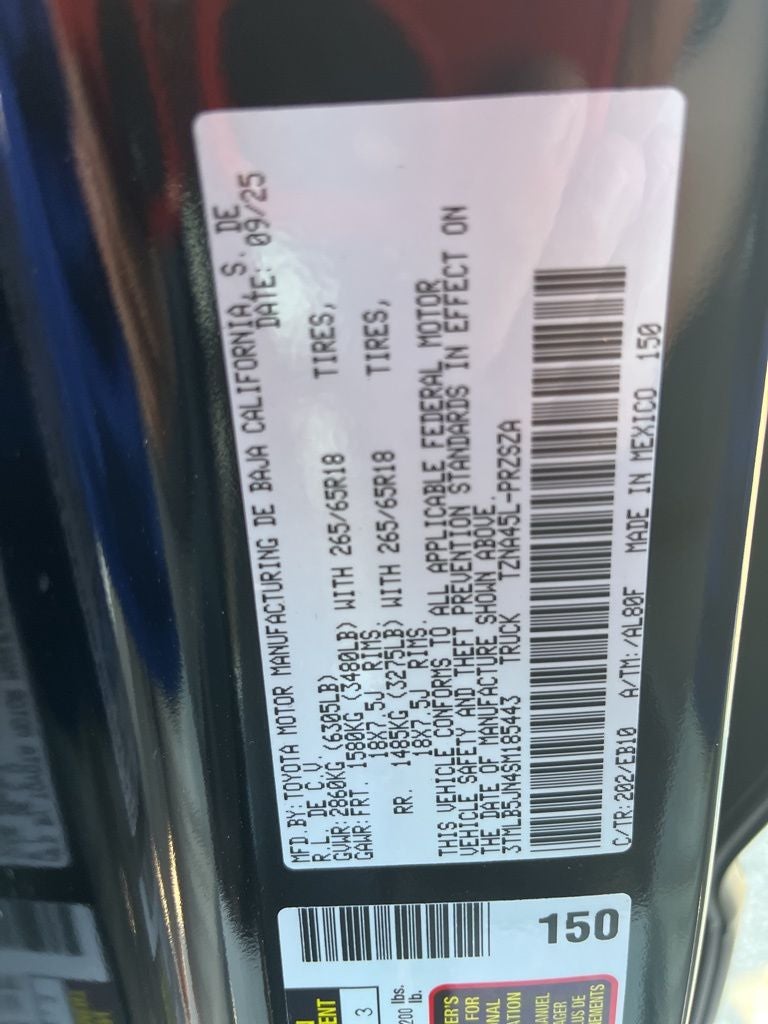 MFD.BY:TOYOTA MOTOR MANUFACTURING DE BAJA CALIFORNIA, S. DE
R.L. DE C.V. DATE: 09/25
GVWR:2860KG (6305LB)
GAWR:FRT. 1580KG (3480LB) WITH 265/65R18 TIRES,
18X7.5J RIMS.
RR. 1485KG (3275LB) WITH 265/65R18 TIRES,
18X7.5J RIMS.
THIS VEHICLE CONFORMS TO ALL APPLICABLE FEDERAL MOTOR
VEHICLE SAFETY AND THEFT PREVENTION STANDARDS IN EFFECT ON
THE DATE OF MANUFACTURE SHOWN ABOVE.
3TMLB5JN4SM185443 TRUCK TZNA45L-PRZSZA
C/TR:202/EB10 A/TM:/AL80F MADE IN MEXICO 150
150
3
200 lb.